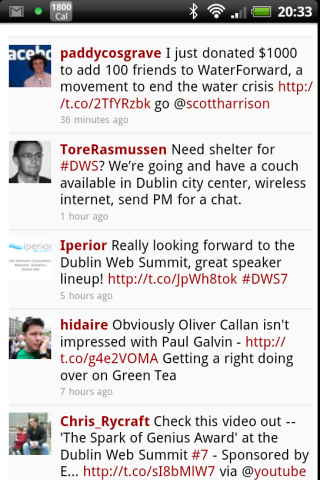 1800
Cal
20:33
acebo
paddycosgrave I just donated $1000
to add 100 friends to WaterForward, a
movement to end the water crisis http:/
/t.co/2TfYRzbk go @scottharrison
36 minutes ago
ToreRasmussen Need shelter for
#DWS? We're going and have a couch
available in Dublin city center, wireless
internet, send PM for a chat.
1 hour ago
iperior
Iperior Really looking forward to the
Dublin Web Summit, great speaker
lineup! http://t.co/JpWh8tok #DWS7
5 hours ago
hidaire Obviously Oliver Callan isn't
impressed with Paul Galvin - http://
t.co/g4e2VOMA Getting a right doing
over on Green Tea
7 hours ago
Chris_Rycraft Check this video out --
'The Spark of Genius Award' at the
Dublin Web Summit #7 - Sponsored by
E... http://t.co/sI8bMlW7 via @youtube